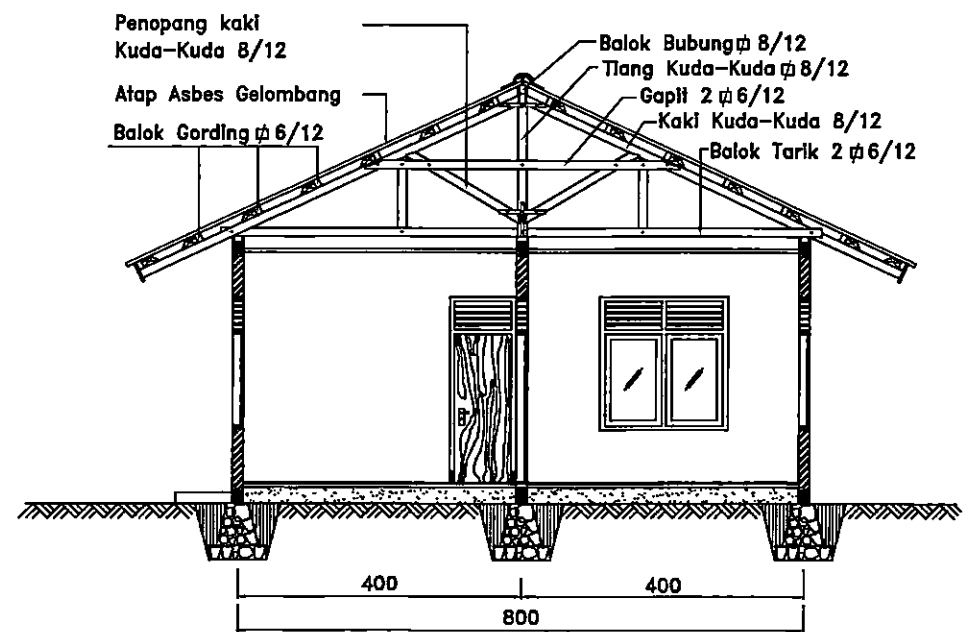 Penopang kaki
Kuda-Kuda 8/12
Atap Asbes Gelombang
Balok Gording ⌀ 6/12
Balok Bubung ⌀ 8/12
Tiang Kuda-Kuda ⌀ 8/12
Gapit 2 ⌀ 6/12
Kaki Kuda-Kuda 8/12
Balok Tarik 2 ⌀ 6/12
400
400
800